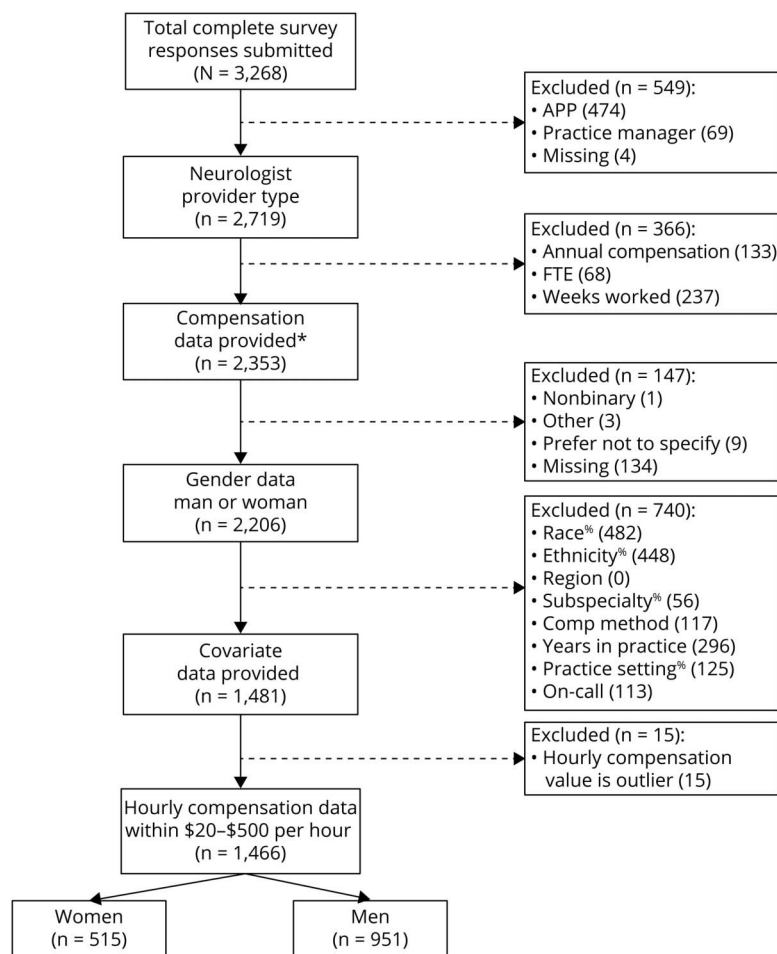 Total complete survey
responses submitted
(N = 3,268)
Excluded (n = 549):
• APP (474)
• Practice manager (69)
• Missing (4)
Neurologist
provider type
(n = 2,719)
Excluded (n = 366):
• Annual compensation (133)
• FTE (68)
• Weeks worked (237)
Compensation
data provided*
(n = 2,353)
Excluded (n = 147):
• Nonbinary (1)
• Other (3)
• Prefer not to specify (9)
• Missing (134)
Gender data
man or woman
(n = 2,206)
Excluded (n = 740):
• Race% (482)
• Ethnicity% (448)
• Region (0)
• Subspecialty% (56)
• Comp method (117)
• Years in practice (296)
• Practice setting% (125)
• On-call (113)
Covariate
data provided
(n = 1,481)
Excluded (n = 15):
• Hourly compensation
value is outlier (15)
Hourly compensation data
within $20–$500 per hour
(n = 1,466)
Women
(n = 515)
Men
(n = 951)